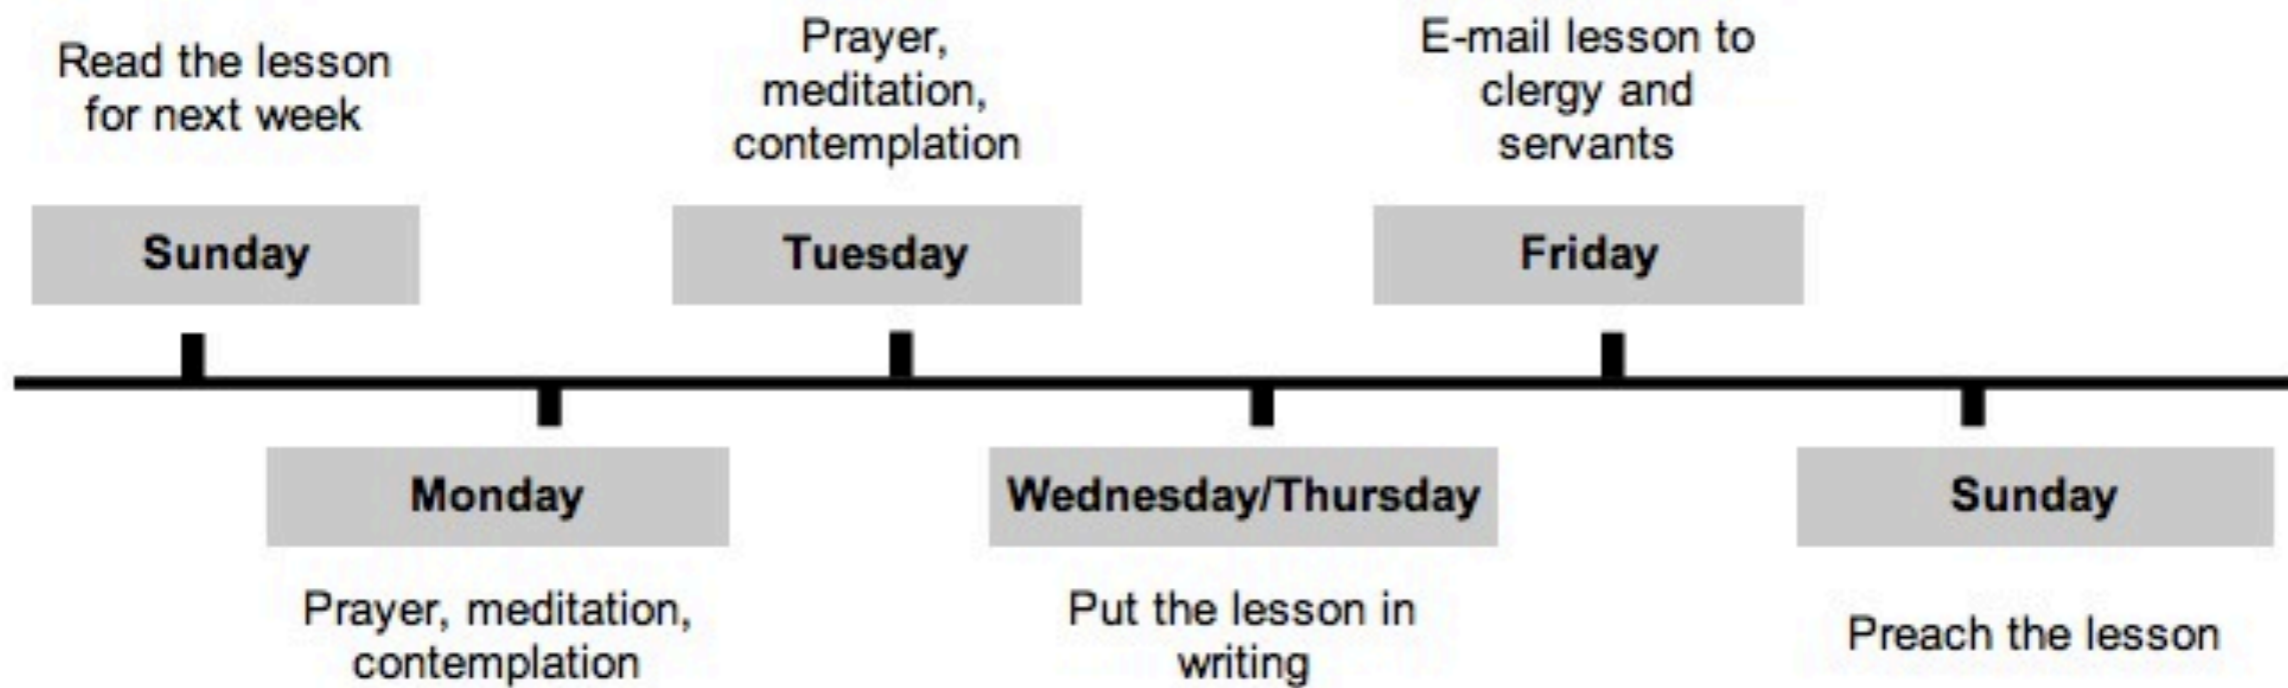 Read the lesson
for next week
Sunday
Monday
Prayer, meditation,
contemplation
Prayer,
meditation,
contemplation
Tuesday
Wednesday/Thursday
Put the lesson in
writing
E-mail lesson to
clergy and
servants
Friday
Sunday
Preach the lesson